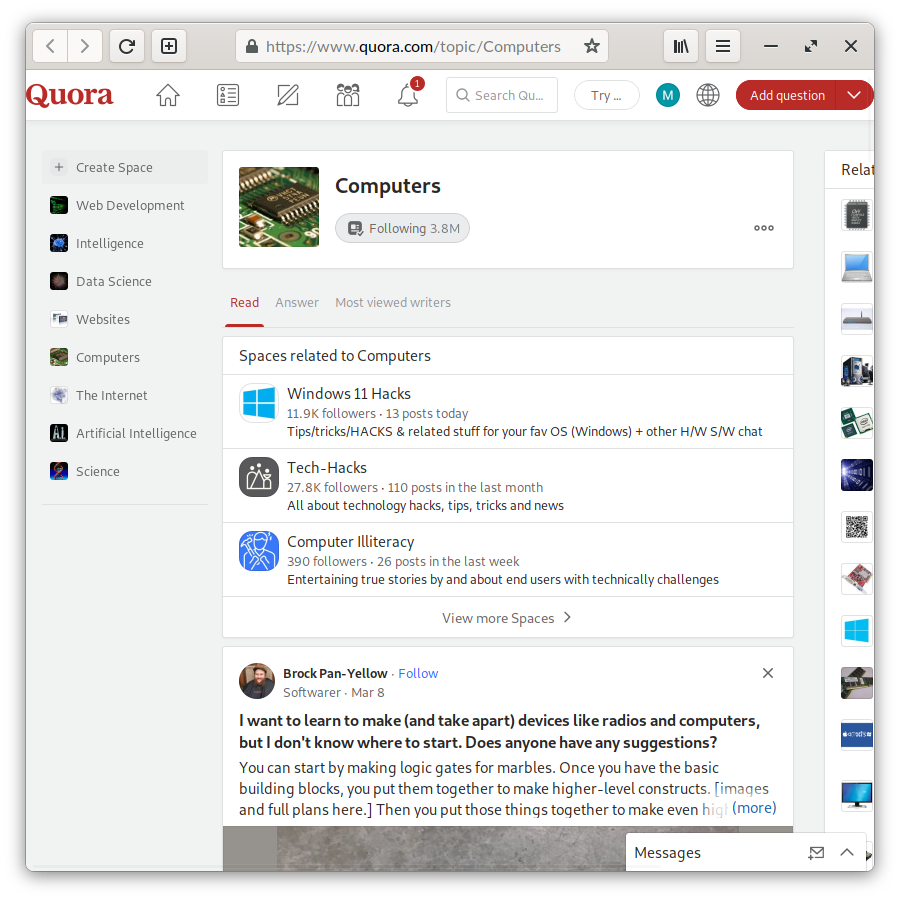 https://www.quora.com/topic/Computers
Quora
1
Search Qu...
Try ...
M
Add question
Create Space
Web Development
Intelligence
Data Science
Websites
Computers
The Internet
AI
Artificial Intelligence
Science
Computers
Following 3.8M
Read
Answer
Most viewed writers
Spaces related to Computers
Windows 11 Hacks
11.9K followers · 13 posts today
Tips/tricks/HACKS & related stuff for your fav OS (Windows) + other H/W S/W chat
Tech-Hacks
27.8K followers · 110 posts in the last month
All about technology hacks, tips, tricks and news
Computer Illiteracy
390 followers · 26 posts in the last week
Entertaining true stories by and about end users with technically challenges
View more Spaces
Brock Pan-Yellow · Follow
Softwarer · Mar 8
I want to learn to make (and take apart) devices like radios and computers,
but I don't know where to start. Does anyone have any suggestions?
You can start by making logic gates for marbles. Once you have the basic
building blocks, you put them together to make higher-level constructs. [images
and full plans here.] Then you put those things together to make even (more)
Relat
Messages